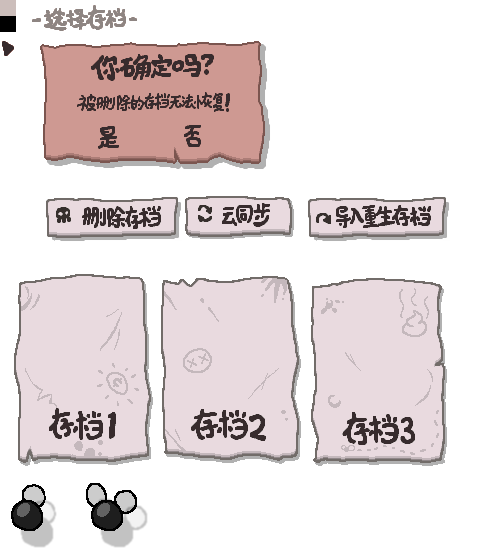 -选择存档-
你确定吗?
被删除的存档无法恢复!
是 否
删除存档 云同步 导入重生存档
存档1 存档2 存档3